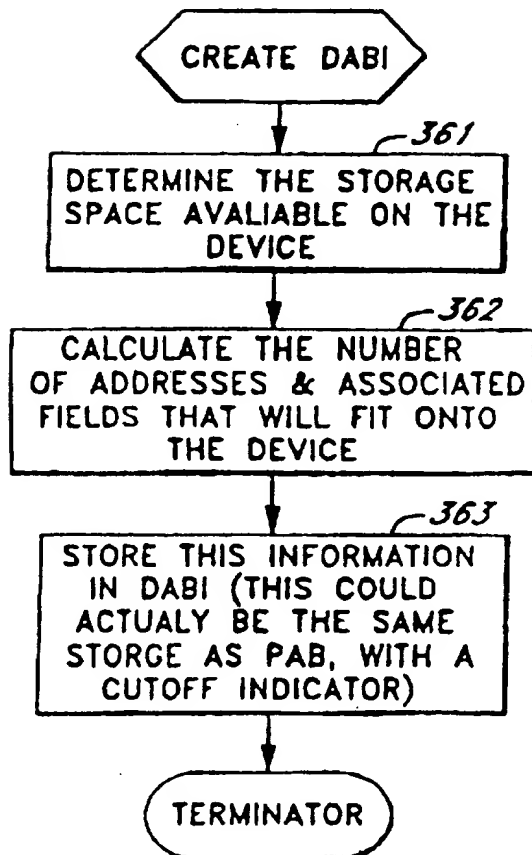 CREATE DABI
361
DETERMINE THE STORAGE
SPACE AVALIABLE ON THE
DEVICE
362
CALCULATE THE NUMBER
OF ADDRESSES & ASSOCIATED
FIELDS THAT WILL FIT ONTO
THE DEVICE
363
STORE THIS INFORMATION
IN DABI (THIS COULD
ACTUALY BE THE SAME
STORGE AS PAB, WITH A
CUTOFF INDICATOR)
TERMINATOR